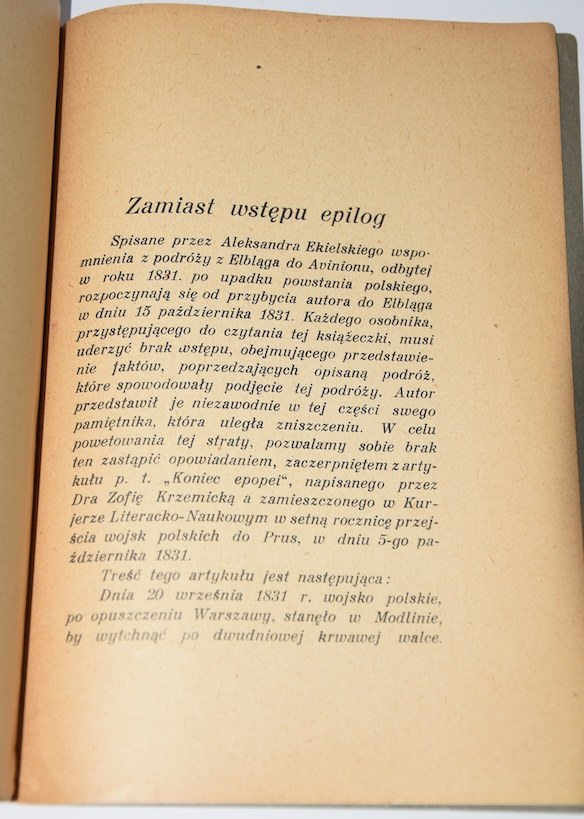 Zamiast wstępu epilog
Spisane przez Aleksandra Ekielskiego wspo-
mnienia z podróży z Elbląga do Avinionu, odbytej
w roku 1831. po upadku powstania polskiego,
rozpoczynają się od przybycia autora do Elbląga
w dniu 15 października 1831. Każdego osobnika,
przystępującego do czytania tej książeczki, musi
uderzyć brak wstępu, obejmującego przedstawie-
nie faktów, poprzedzających opisaną podróż,
które spowodowały podjęcie tej podróży. Autor
przedstawił je niezawodnie w tej części swego
pamiętnika, która uległa zniszczeniu. W celu
powetowania tej straty, pozwalamy sobie brak
ten zastąpić opowiadaniem, zaczerpniętem z arty-
kułu p. t. „Koniec epopei“, napisanego przez
Dra Zofię Krzemicką a zamieszczonego w Kur-
jerze Literacko-Naukowym w setną rocznicę przej-
ścia wojsk polskich do Prus, w dniu 5-go pa-
ździernika 1831.
Treść tego artykułu jest następująca:
Dnia 20 września 1831 r. wojsko polskie,
po opuszczeniu Warszawy, stanęło w Modlinie,
by wytchnąć po dwudniowej krwawej walce.